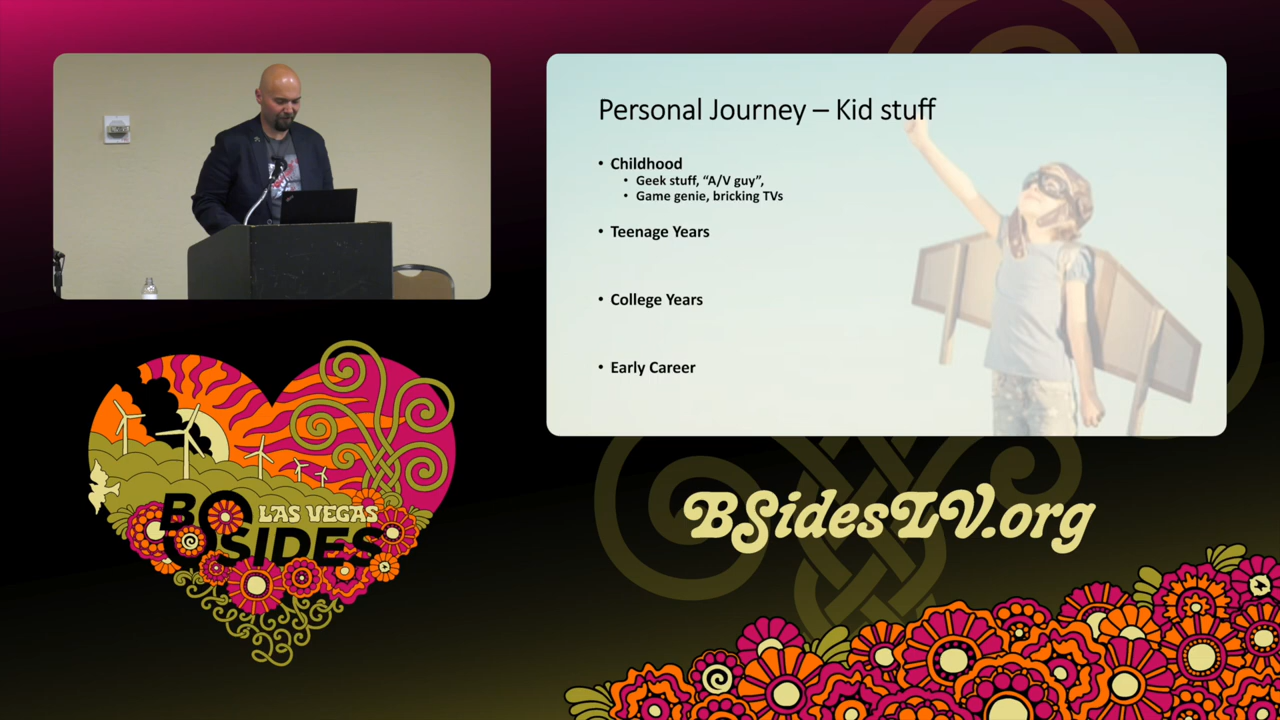 Personal Journey – Kid stuff
• Childhood
• Geek stuff, “A/V guy”,
• Game genie, bricking TVs
• Teenage Years
• College Years
• Early Career
LAS VEGAS
BSIDES
BSidesLV.org